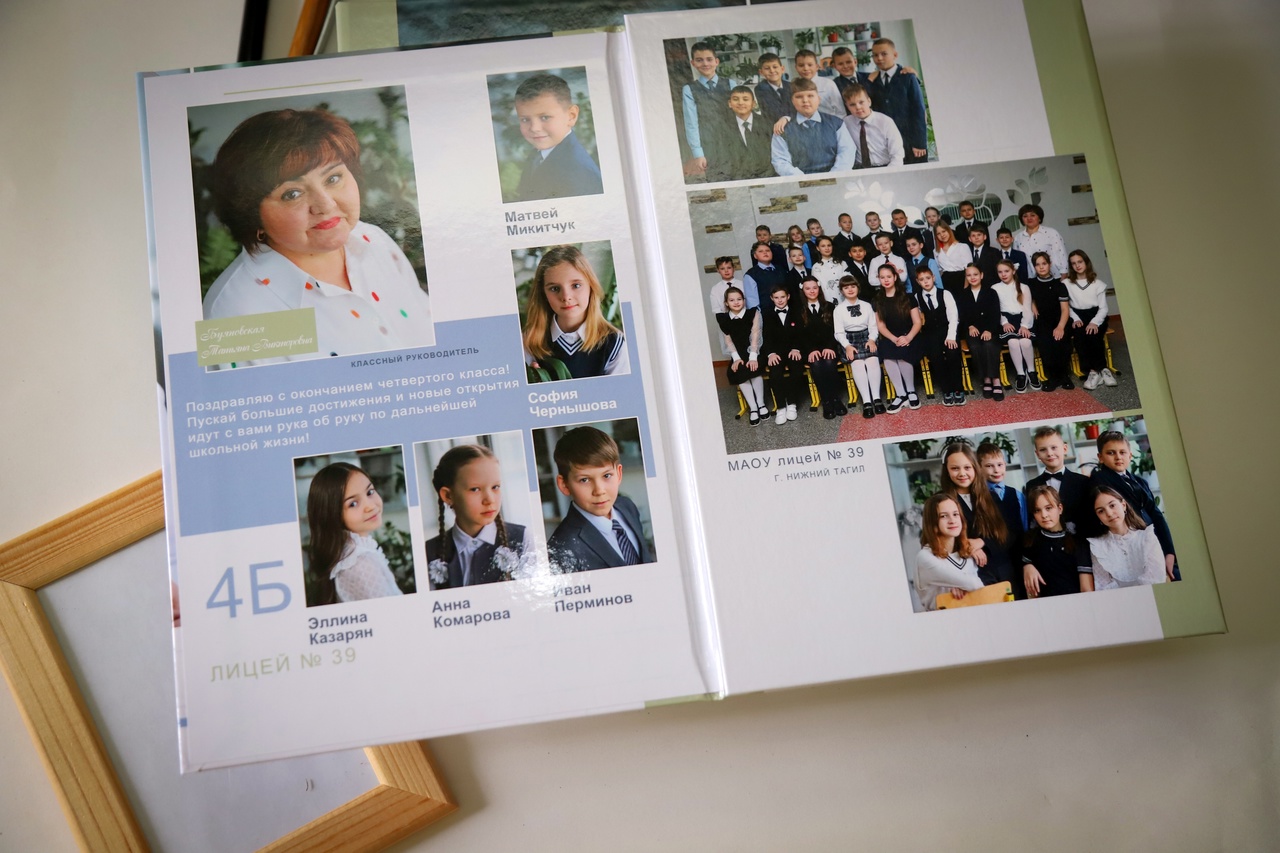 Матвей
Микитчук
Татьяна Викторовна
КЛАССНЫЙ РУКОВОДИТЕЛЬ
Поздравляю с окончанием четвертого класса!
Пускай большие достижения и новые открытия
идут с вами рука об руку по дальнейшей
школьной жизни!
София
Чернышова
4Б
Эллина
Казарян
Анна
Комарова
Иван
Перминов
ЛИЦЕЙ № 39
МАОУ лицей № 39
г. НИЖНИЙ ТАГИЛ